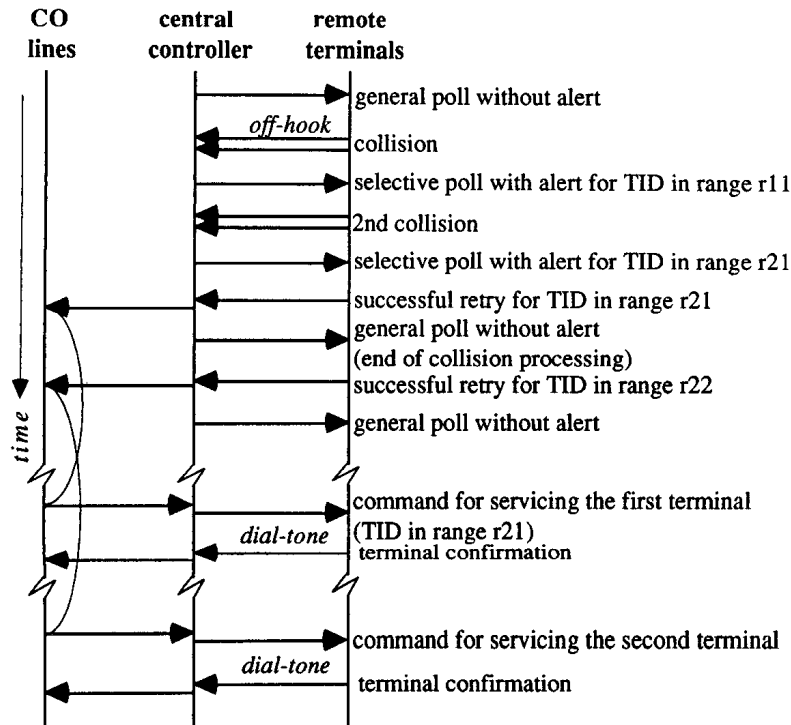 CO lines
central controller
remote terminals
general poll without alert
off-hook
collision
selective poll with alert for TID in range r11
2nd collision
selective poll with alert for TID in range r21
successful retry for TID in range r21
general poll without alert
(end of collision processing)
successful retry for TID in range r22
general poll without alert
time
command for servicing the first terminal
(TID in range r21)
dial-tone
terminal confirmation
command for servicing the second terminal
dial-tone
terminal confirmation